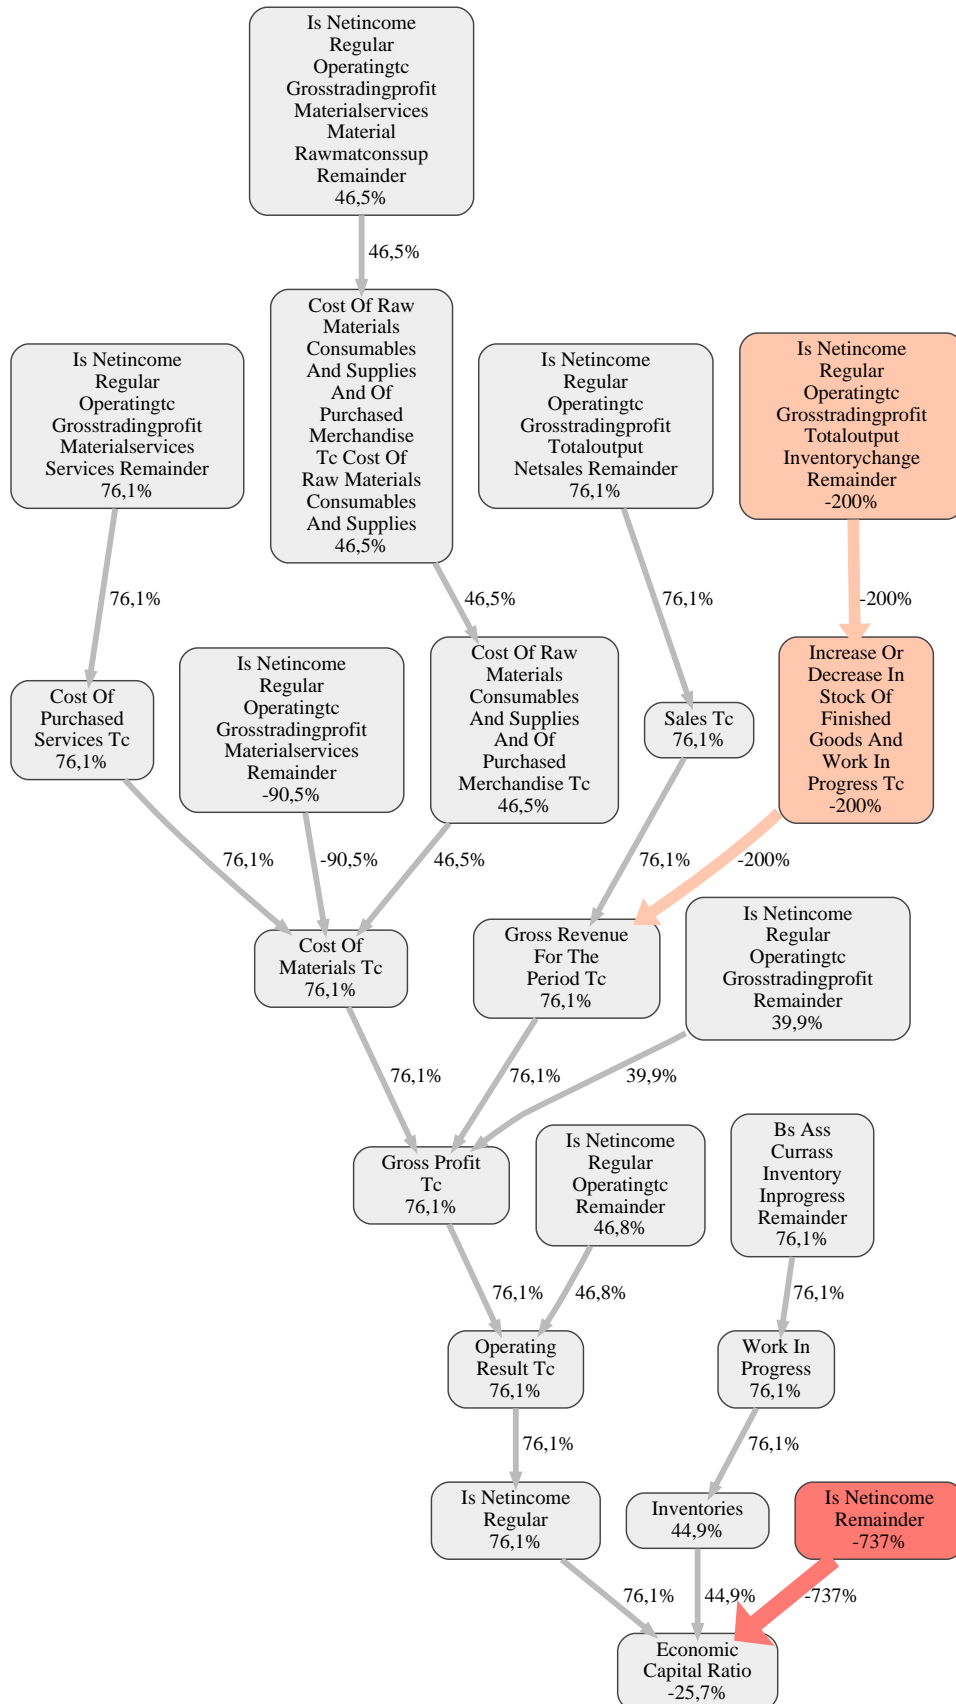 Is Netincome
Regular
Operatingtc
Grosstradingprofit
Materialservices
Material
Rawmatconssup
Remainder
46,5%
46,5%
Cost Of Raw
Materials
Consumables
And Supplies
And Of
Purchased
Merchandise
Tc Cost Of
Raw Materials
Consumables
And Supplies
46,5%
Is Netincome
Regular
Operatingtc
Grosstradingprofit
Materialservices
Services Remainder
76,1%
Is Netincome
Regular
Operatingtc
Grosstradingprofit
Totaloutput
Netsales Remainder
76,1%
Is Netincome
Regular
Operatingtc
Grosstradingprofit
Totaloutput
Inventorychange
Remainder
-200%
76,1%
46,5%
76,1%
-200%
Cost Of
Purchased
Services Tc
76,1%
Is Netincome
Regular
Operatingtc
Grosstradingprofit
Materialservices
Remainder
-90,5%
Cost Of Raw
Materials
Consumables
And Supplies
And Of
Purchased
Merchandise Tc
46,5%
Sales Tc
76,1%
Increase Or
Decrease In
Stock Of
Finished
Goods And
Work In
Progress Tc
-200%
76,1%
-90,5%
46,5%
76,1%
-200%
Cost Of
Materials Tc
76,1%
Gross Revenue
For The
Period Tc
76,1%
Is Netincome
Regular
Operatingtc
Grosstradingprofit
Remainder
39,9%
76,1%
76,1%
39,9%
Gross Profit
Tc
76,1%
Is Netincome
Regular
Operatingtc
Remainder
46,8%
Bs Ass
Currass
Inventory
Inprogress
Remainder
76,1%
76,1%
46,8%
76,1%
Operating
Result Tc
76,1%
Work In
Progress
76,1%
76,1%
76,1%
Is Netincome
Regular
76,1%
Inventories
44,9%
Is Netincome
Remainder
-737%
76,1%
44,9%
-737%
Economic
Capital Ratio
-25,7%